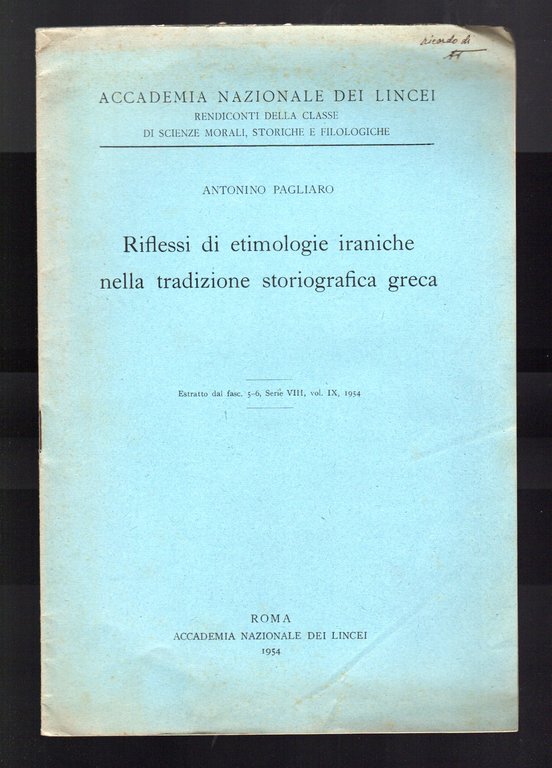 ricordo di
ACCADEMIA NAZIONALE DEI LINCEI
RENDICONTI DELLA CLASSE
DI SCIENZE MORALI, STORICHE E FILOLOGICHE
ANTONINO PAGLIARO
Riflessi di etimologie iraniche
nella tradizione storiografica greca
Estratto dal fasc. 5-6, Serie VIII, vol. IX, 1954
ROMA
ACCADEMIA NAZIONALE DEI LINCEI
1954